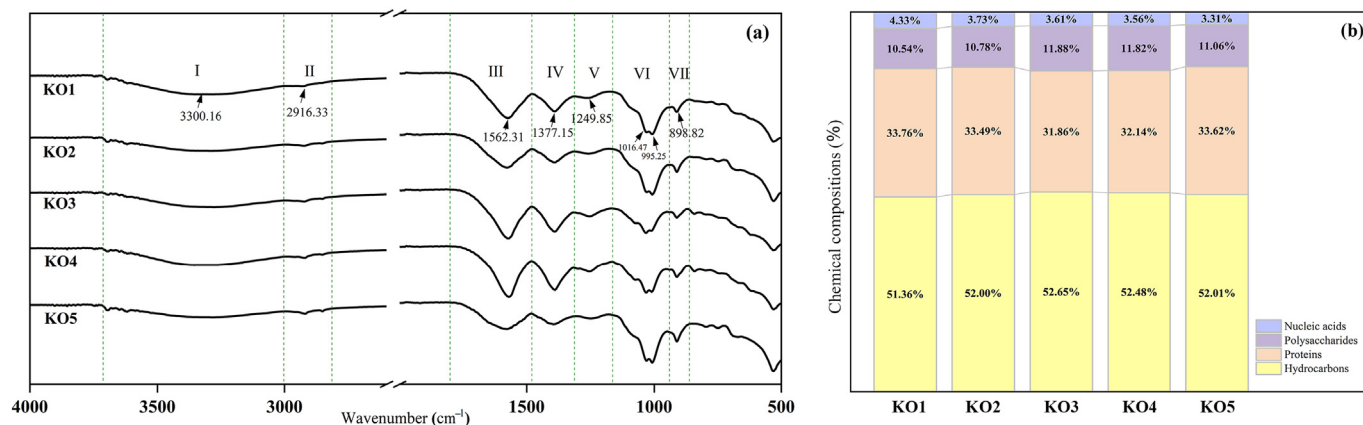 (a)
I II III IV V VI VII
KO1
3300.16
2916.33
1562.31
1377.15
1249.85
1016.47
995.25
898.82
KO2
KO3
KO4
KO5
4000 3500 3000 1500 1000 500
Wavenumber (cm⁻¹)
(b)
Chemical compositions (%)
4.33% 3.73% 3.61% 3.56% 3.31%
10.54% 10.78% 11.88% 11.82% 11.06%
33.76% 33.49% 31.86% 32.14% 33.62%
51.36% 52.00% 52.65% 52.48% 52.01%
Nucleic acids
Polysaccharides
Proteins
Hydrocarbons
KO1 KO2 KO3 KO4 KO5